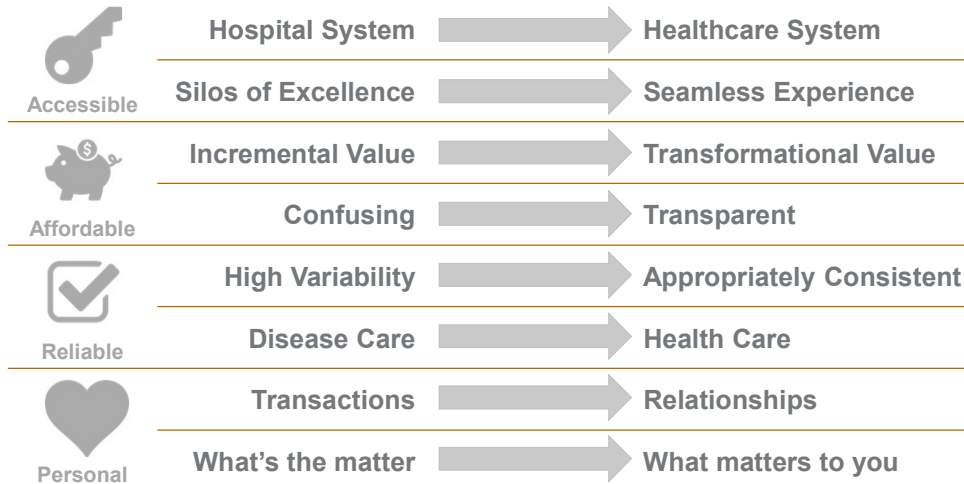 Hospital System Healthcare System
Accessible
Silos of Excellence Seamless Experience
Incremental Value Transformational Value
$
Affordable
Confusing Transparent
High Variability Appropriately Consistent
Reliable
Disease Care Health Care
Transactions Relationships
Personal
What's the matter What matters to you